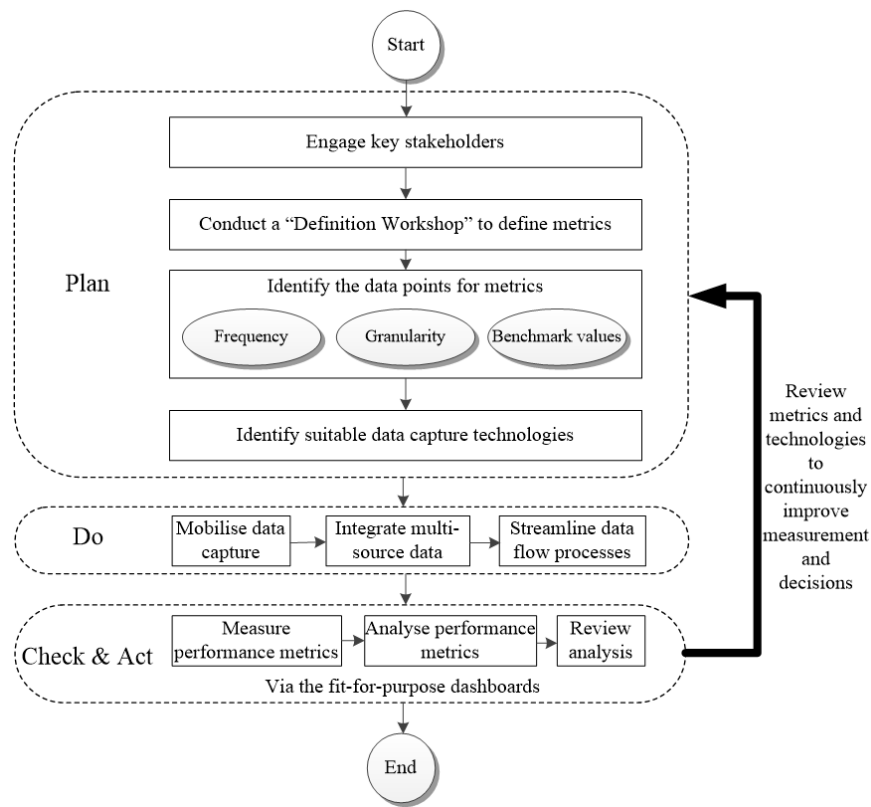 Start
Engage key stakeholders
Conduct a “Definition Workshop” to define metrics
Plan
Identify the data points for metrics
Frequency
Granularity
Benchmark values
Identify suitable data capture technologies
Do
Mobilise data
capture
Integrate multi-
source data
Streamline data
flow processes
Check & Act
Measure
performance metrics
Analyse performance
metrics
Review
analysis
Via the fit-for-purpose dashboards
End
Review
metrics and
technologies
to
continuously
improve
measurement
and
decisions